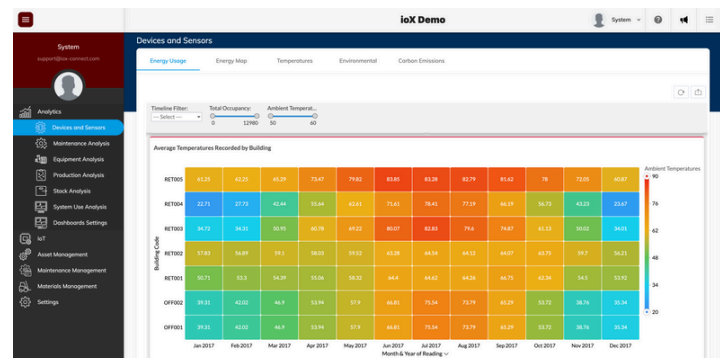 ioX Demo
System
System
support@iox-connect.com
Analytics
Devices and Sensors
Maintenance Analysis
Equipment Analysis
Production Analysis
Stock Analysis
System Use Analysis
Dashboards Settings
IoT
Asset Management
Maintenance Management
Materials Management
Settings
Devices and Sensors
Energy Usage Energy Map Temperatures Environmental Carbon Emissions
Timeline Filter: Total Occupancy: Ambient Temperat...
--- Select ---
0 12980 50 60
Average Temperatures Recorded by Building
Ambient Temperatures
90
76
62
48
34
20
Building Code
RET005 61.25 62.25 65.29 73.47 79.82 83.85 83.28 82.79 81.62 78 72.05 60.87
RET004 22.71 27.73 42.44 55.64 62.61 71.61 78.41 77.19 66.19 56.73 43.23 23.67
RET003 34.72 34.31 50.95 60.78 69.22 80.07 82.83 79.6 74.87 61.13 50.02 34.01
RET002 57.83 56.89 59.1 58.03 59.53 63.28 64.54 64.12 64.07 63.75 59.7 56.21
RET001 50.71 53.3 54.39 55.06 58.32 64.4 64.62 64.26 66.75 62.34 54.5 53.92
OFF002 39.31 42.02 46.9 53.94 57.9 66.81 75.54 73.79 65.29 53.72 38.76 35.34
OFF001 39.31 42.02 46.9 53.94 57.9 66.81 75.54 73.79 65.29 53.72 38.76 35.34
Jan 2017 Feb 2017 Mar 2017 Apr 2017 May 2017 Jun 2017 Jul 2017 Aug 2017 Sep 2017 Oct 2017 Nov 2017 Dec 2017
Month & Year of Reading